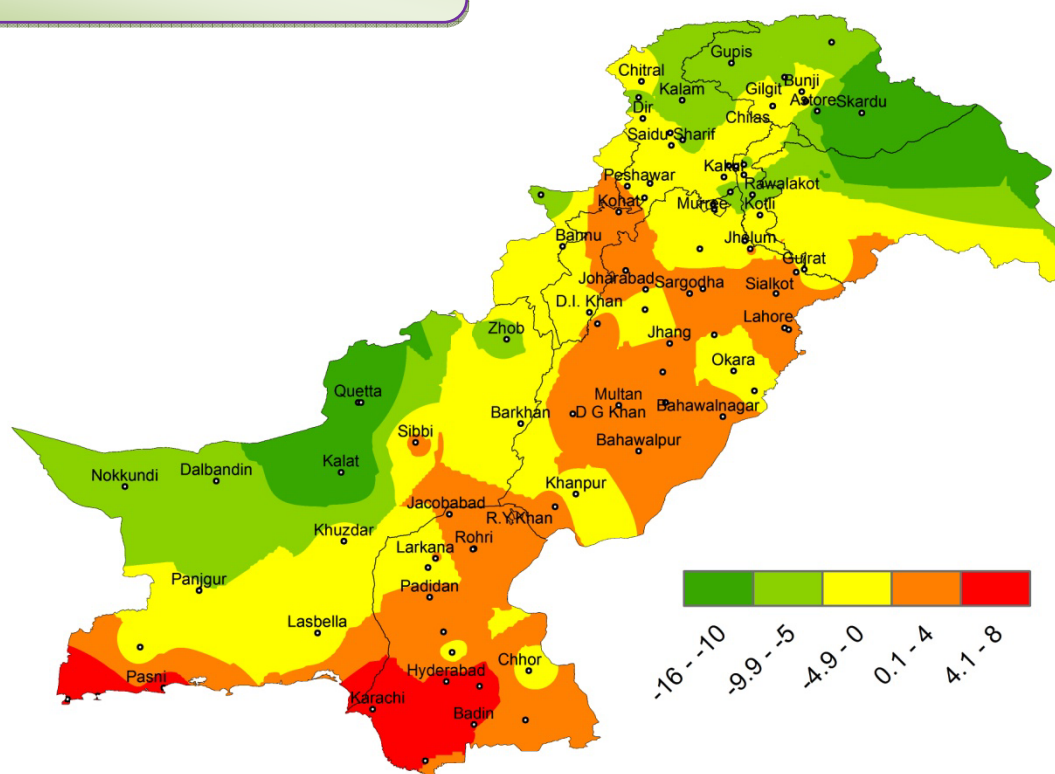 Gupis
Chitral
Bunji
Kalam
Gilgit
Astore
Skardu
Dir
Chilas
Saidu Sharif
Peshawar
Rawalakot
Kohat
Murree
Kotli
Bannu
Jhelum
Gujrat
Joharabad
Sargodha
Sialkot
D.I. Khan
Lahore
Zhob
Jhang
Okara
Quetta
Multan
Bahawalnagar
D G Khan
Barkhan
Sibbi
Bahawalpur
Kalat
Dalbandin
Nokkundi
Khanpur
Jacobabad
R.Y.Khan
Khuzdar
Rohri
Larkana
Panjgur
Padidan
Lasbella
Chhor
Hyderabad
Pasni
Karachi
Badin
-16 - -10
-9.9 - -5
-4.9 - 0
0.1 - 4
4.1 - 8